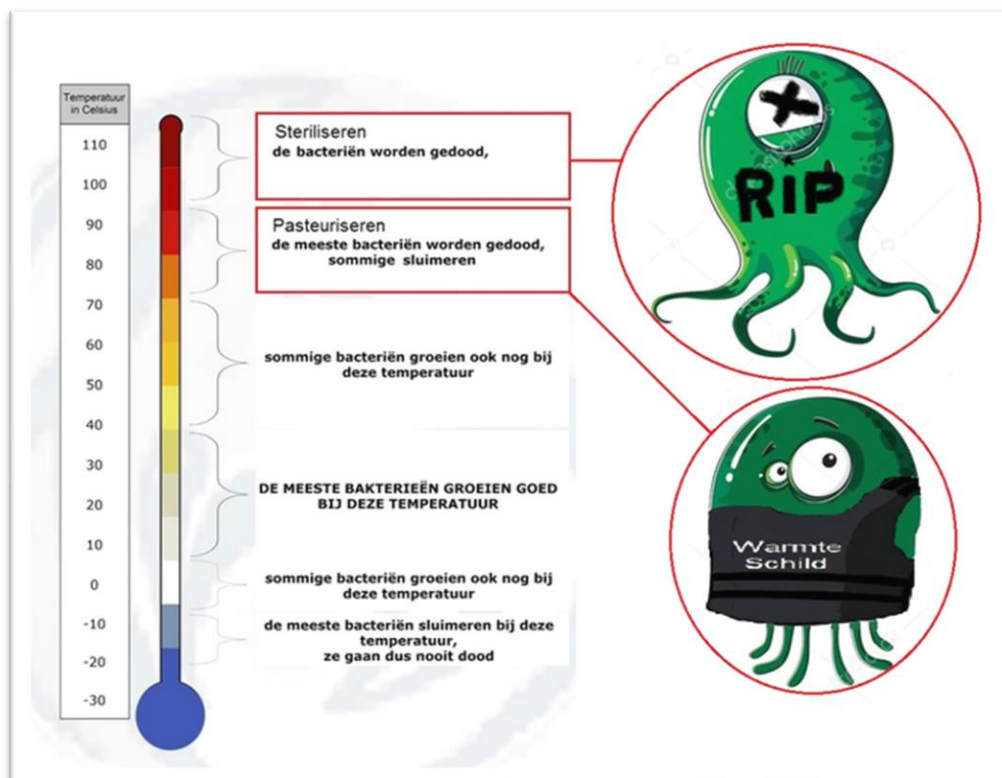 Temperatuur
in Celsius
110
100
90
80
70
60
50
40
30
20
10
0
-10
-20
-30
Steriliseren
de bacteriën worden gedood,
Pasteuriseren
de meeste bacteriën worden gedood,
sommige sluimeren
sommige bacteriën groeien ook nog bij
deze temperatuur
DE MEESTE BAKTERIEËN GROEIEN GOED
BIJ DEZE TEMPERATUUR
sommige bacteriën groeien ook nog bij
deze temperatuur
de meeste bacteriën sluimeren bij deze
temperatuur,
ze gaan dus nooit dood
RIP
Warmte
Schild